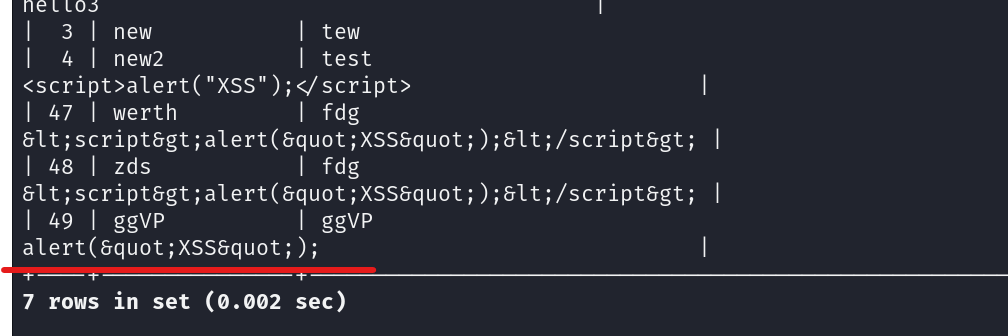 hello3 |
| 3 | new | tew
| 4 | new2 | test
<script>alert("XSS");</script> |
| 47 | werth | fdg
&lt;script&gt;alert(&quot;XSS&quot;);&lt;/script&gt; |
| 48 | zds | fdg
&lt;script&gt;alert(&quot;XSS&quot;);&lt;/script&gt; |
| 49 | ggVP | ggVP
alert(&quot;XSS&quot;); |
7 rows in set (0.002 sec)